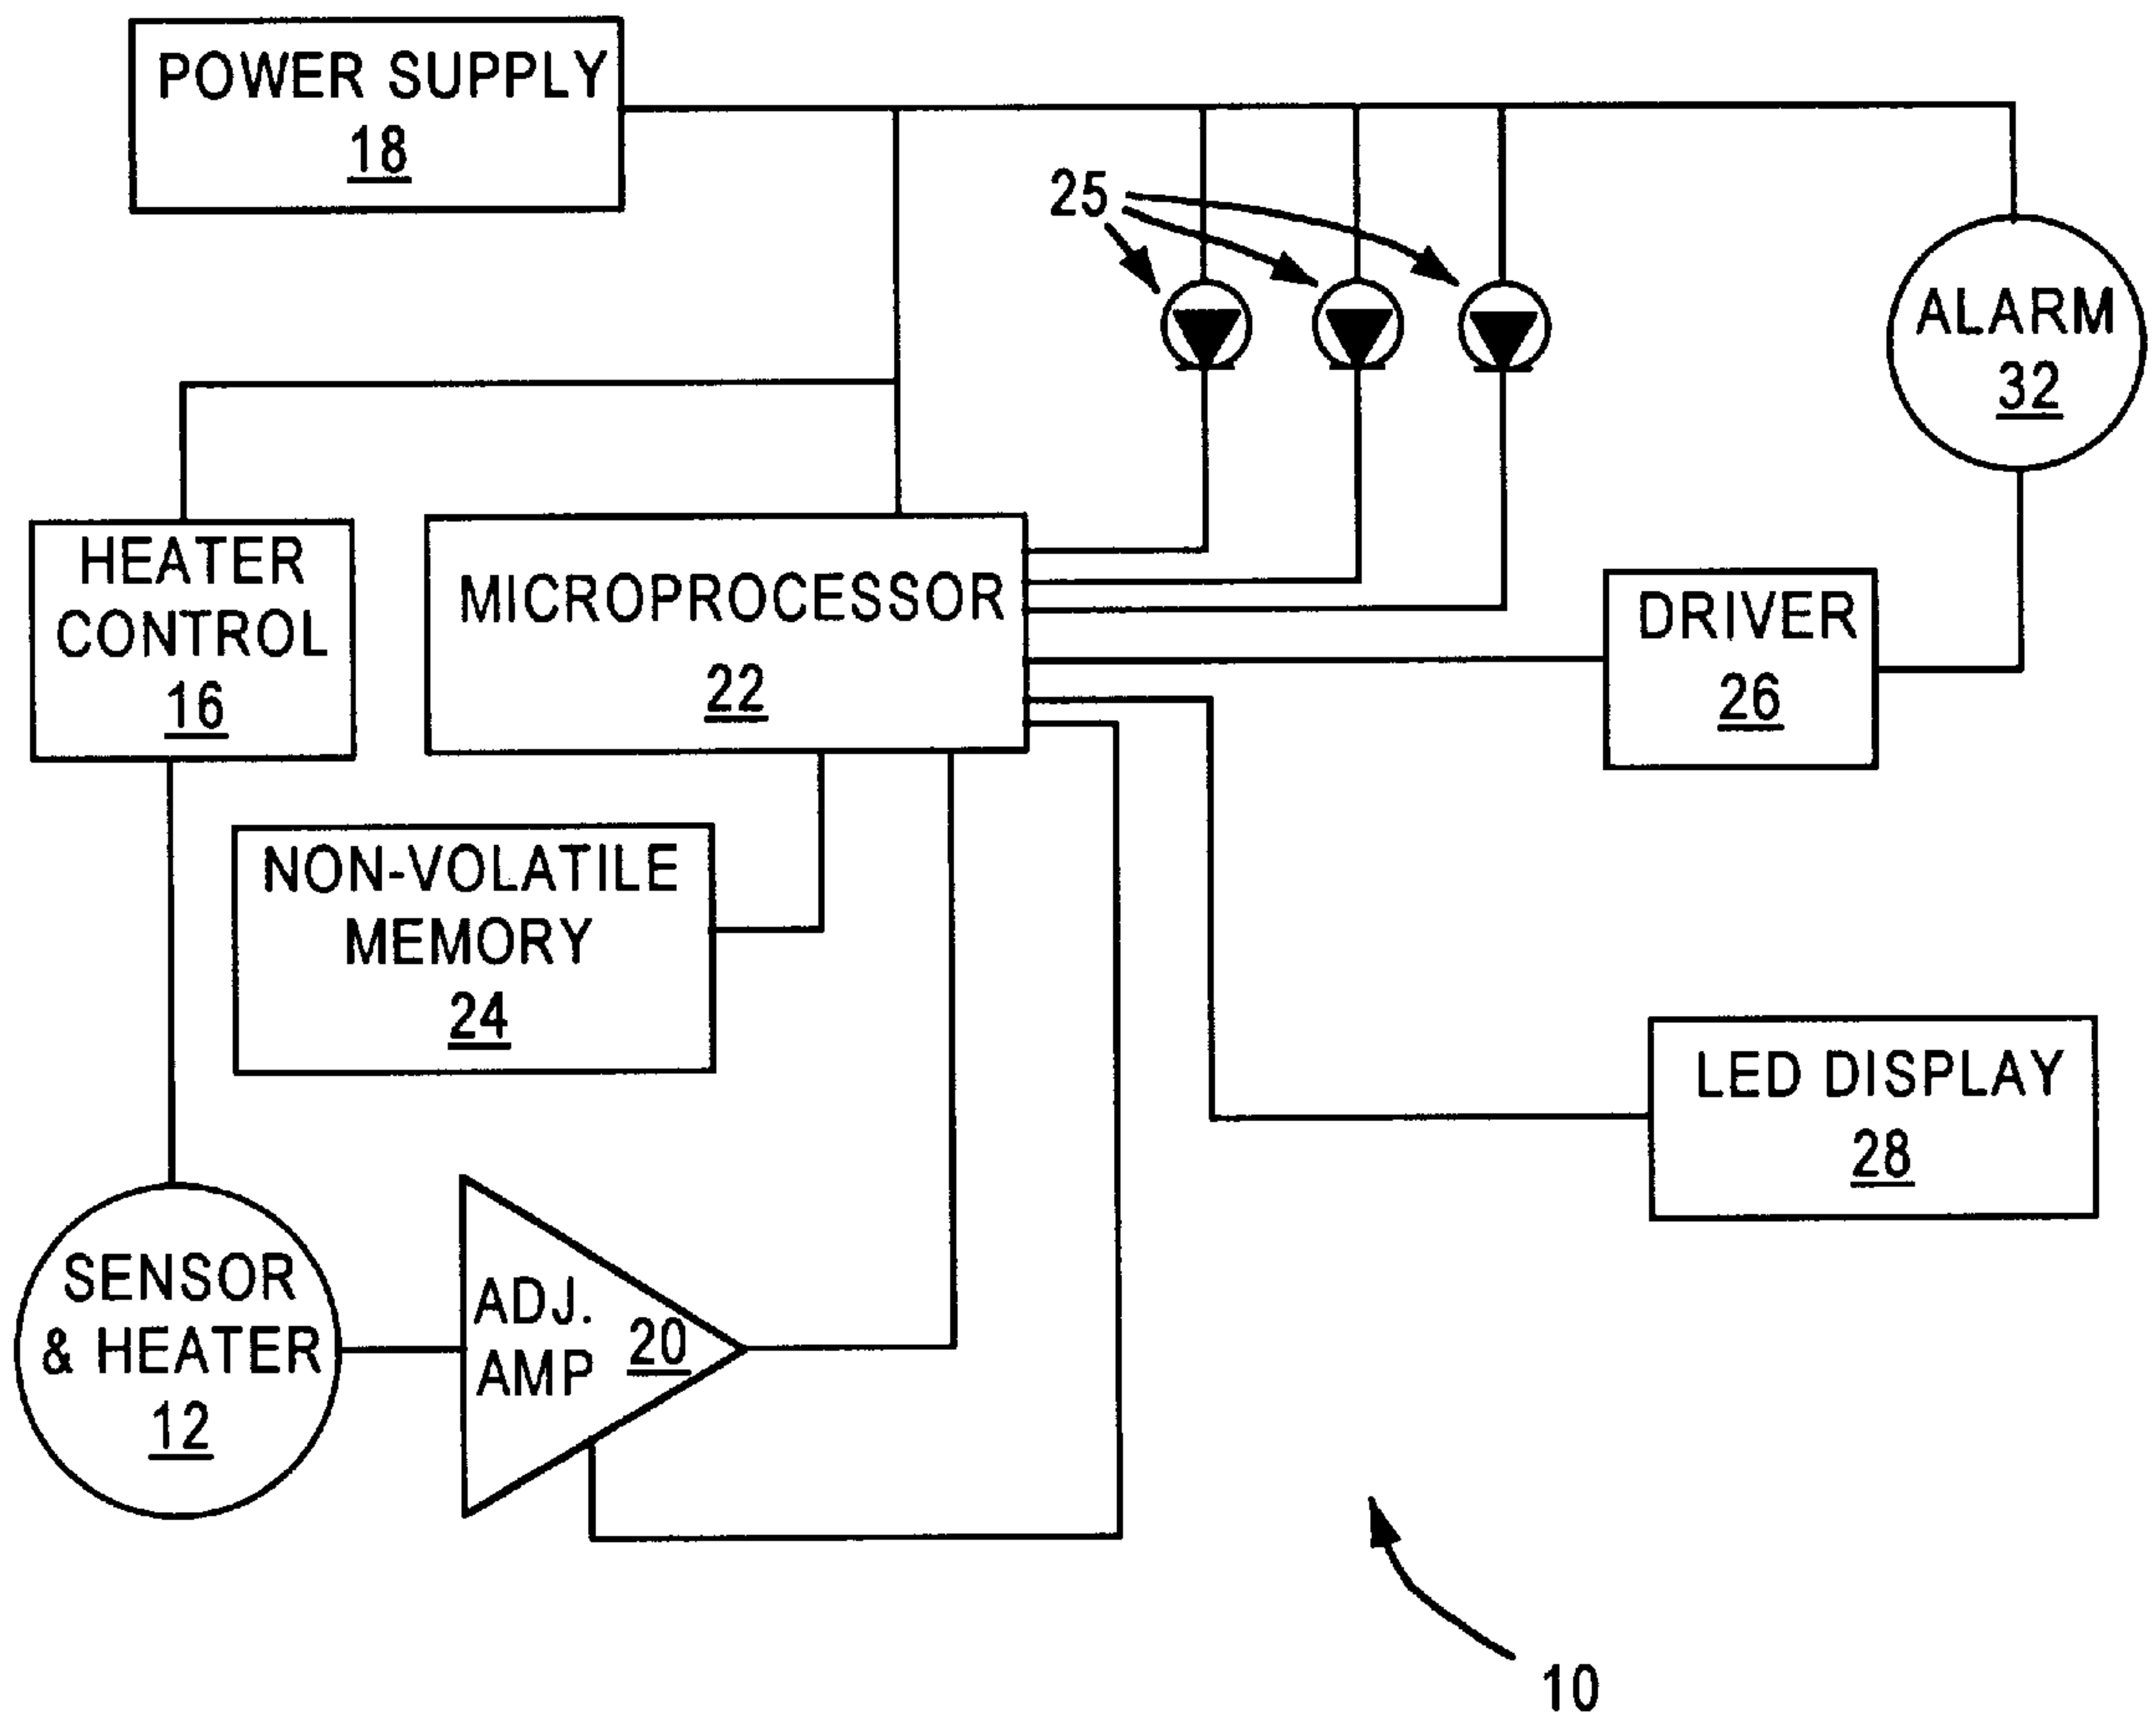 POWER SUPPLY
18
25
ALARM
32
HEATER
CONTROL
16
MICROPROCESSOR
22
DRIVER
26
NON-VOLATILE
MEMORY
24
LED DISPLAY
28
SENSOR
& HEATER
12
ADJ.
AMP
20
10